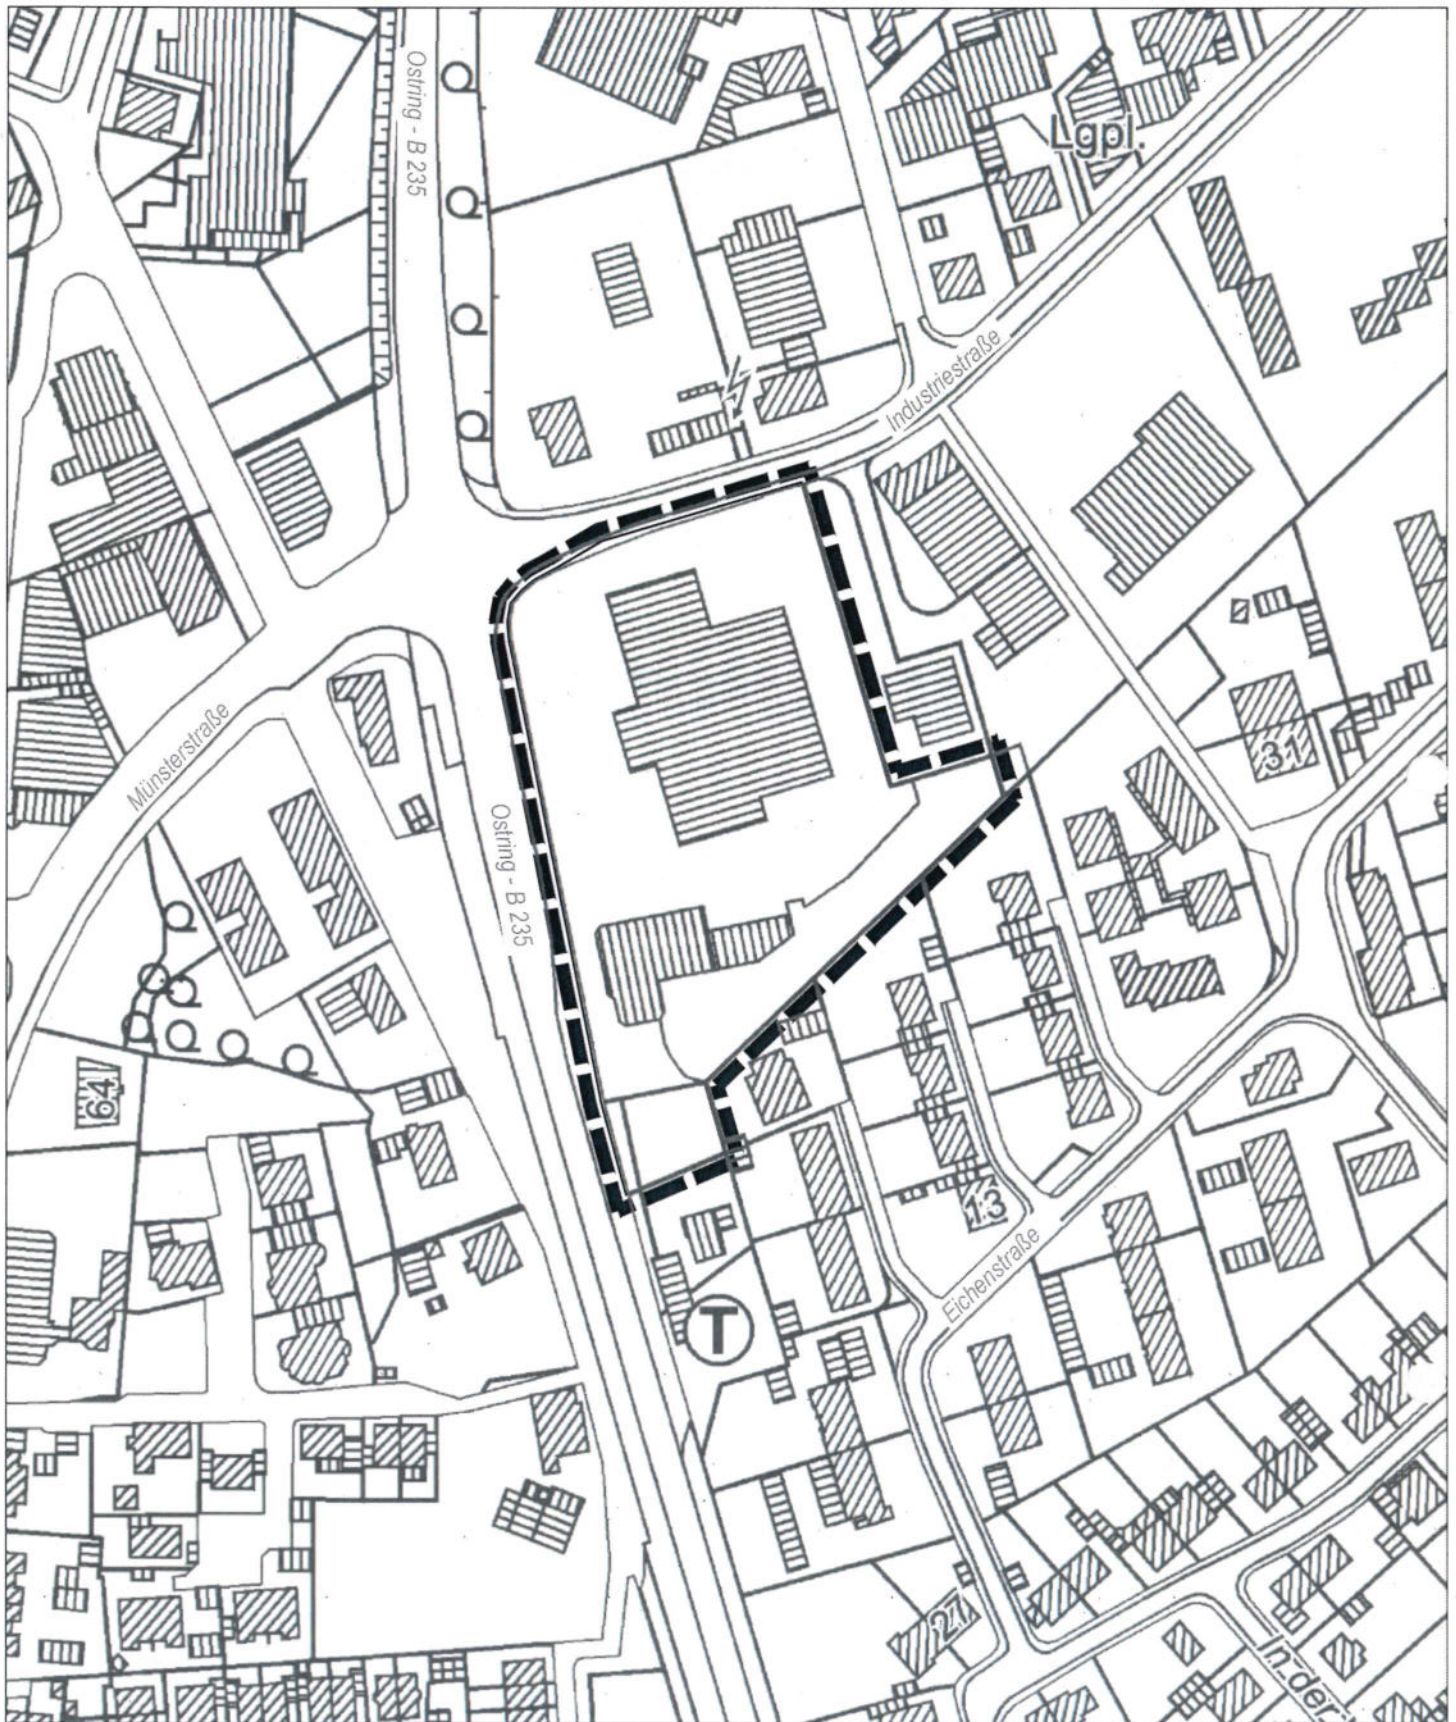 Ostring - B 235
Lgpl.
Industriestraße
Münsterstraße
31
Ostring - B 235
64
13
Eichenstraße
T
27
In der